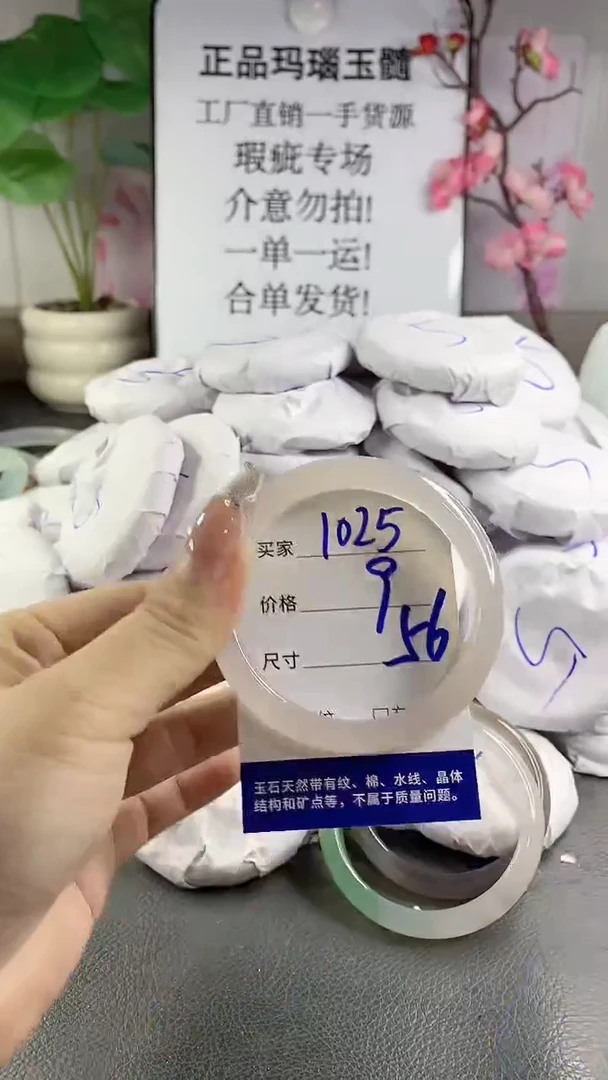 正品玛瑙玉髓
工厂直销一手货源
瑕疵专场
介意勿拍!
一单一运!
合单发货!
买家 1025
价格 9
尺寸 56
玉石天然带有纹、棉、水线、晶体
结构和矿点等，不属于质量问题。